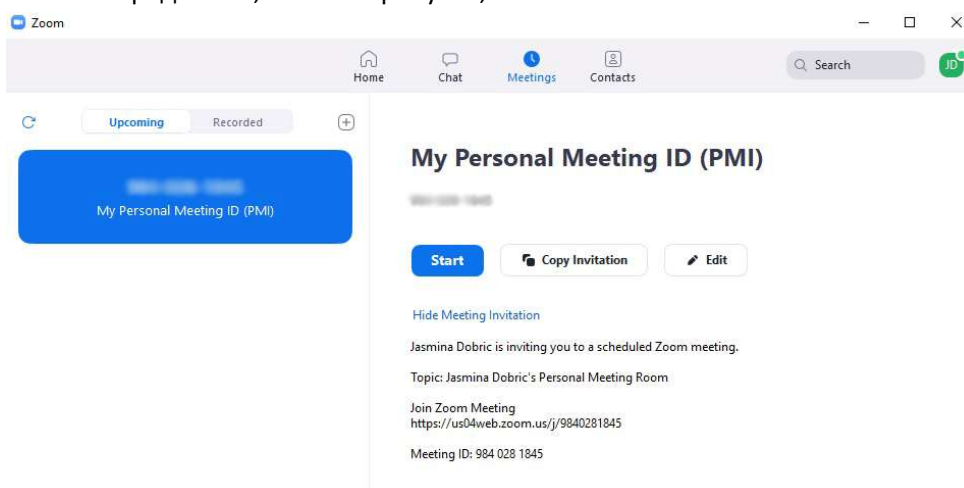 Zoom
Home Chat Meetings Contacts
Search
JD
Upcoming Recorded
My Personal Meeting ID (PMI)
My Personal Meeting ID (PMI)
Start Copy Invitation Edit
Hide Meeting Invitation
Jasmina Dobric is inviting you to a scheduled Zoom meeting.
Topic: Jasmina Dobric's Personal Meeting Room
Join Zoom Meeting
https://us04web.zoom.us/j/9840281845
Meeting ID: 984 028 1845